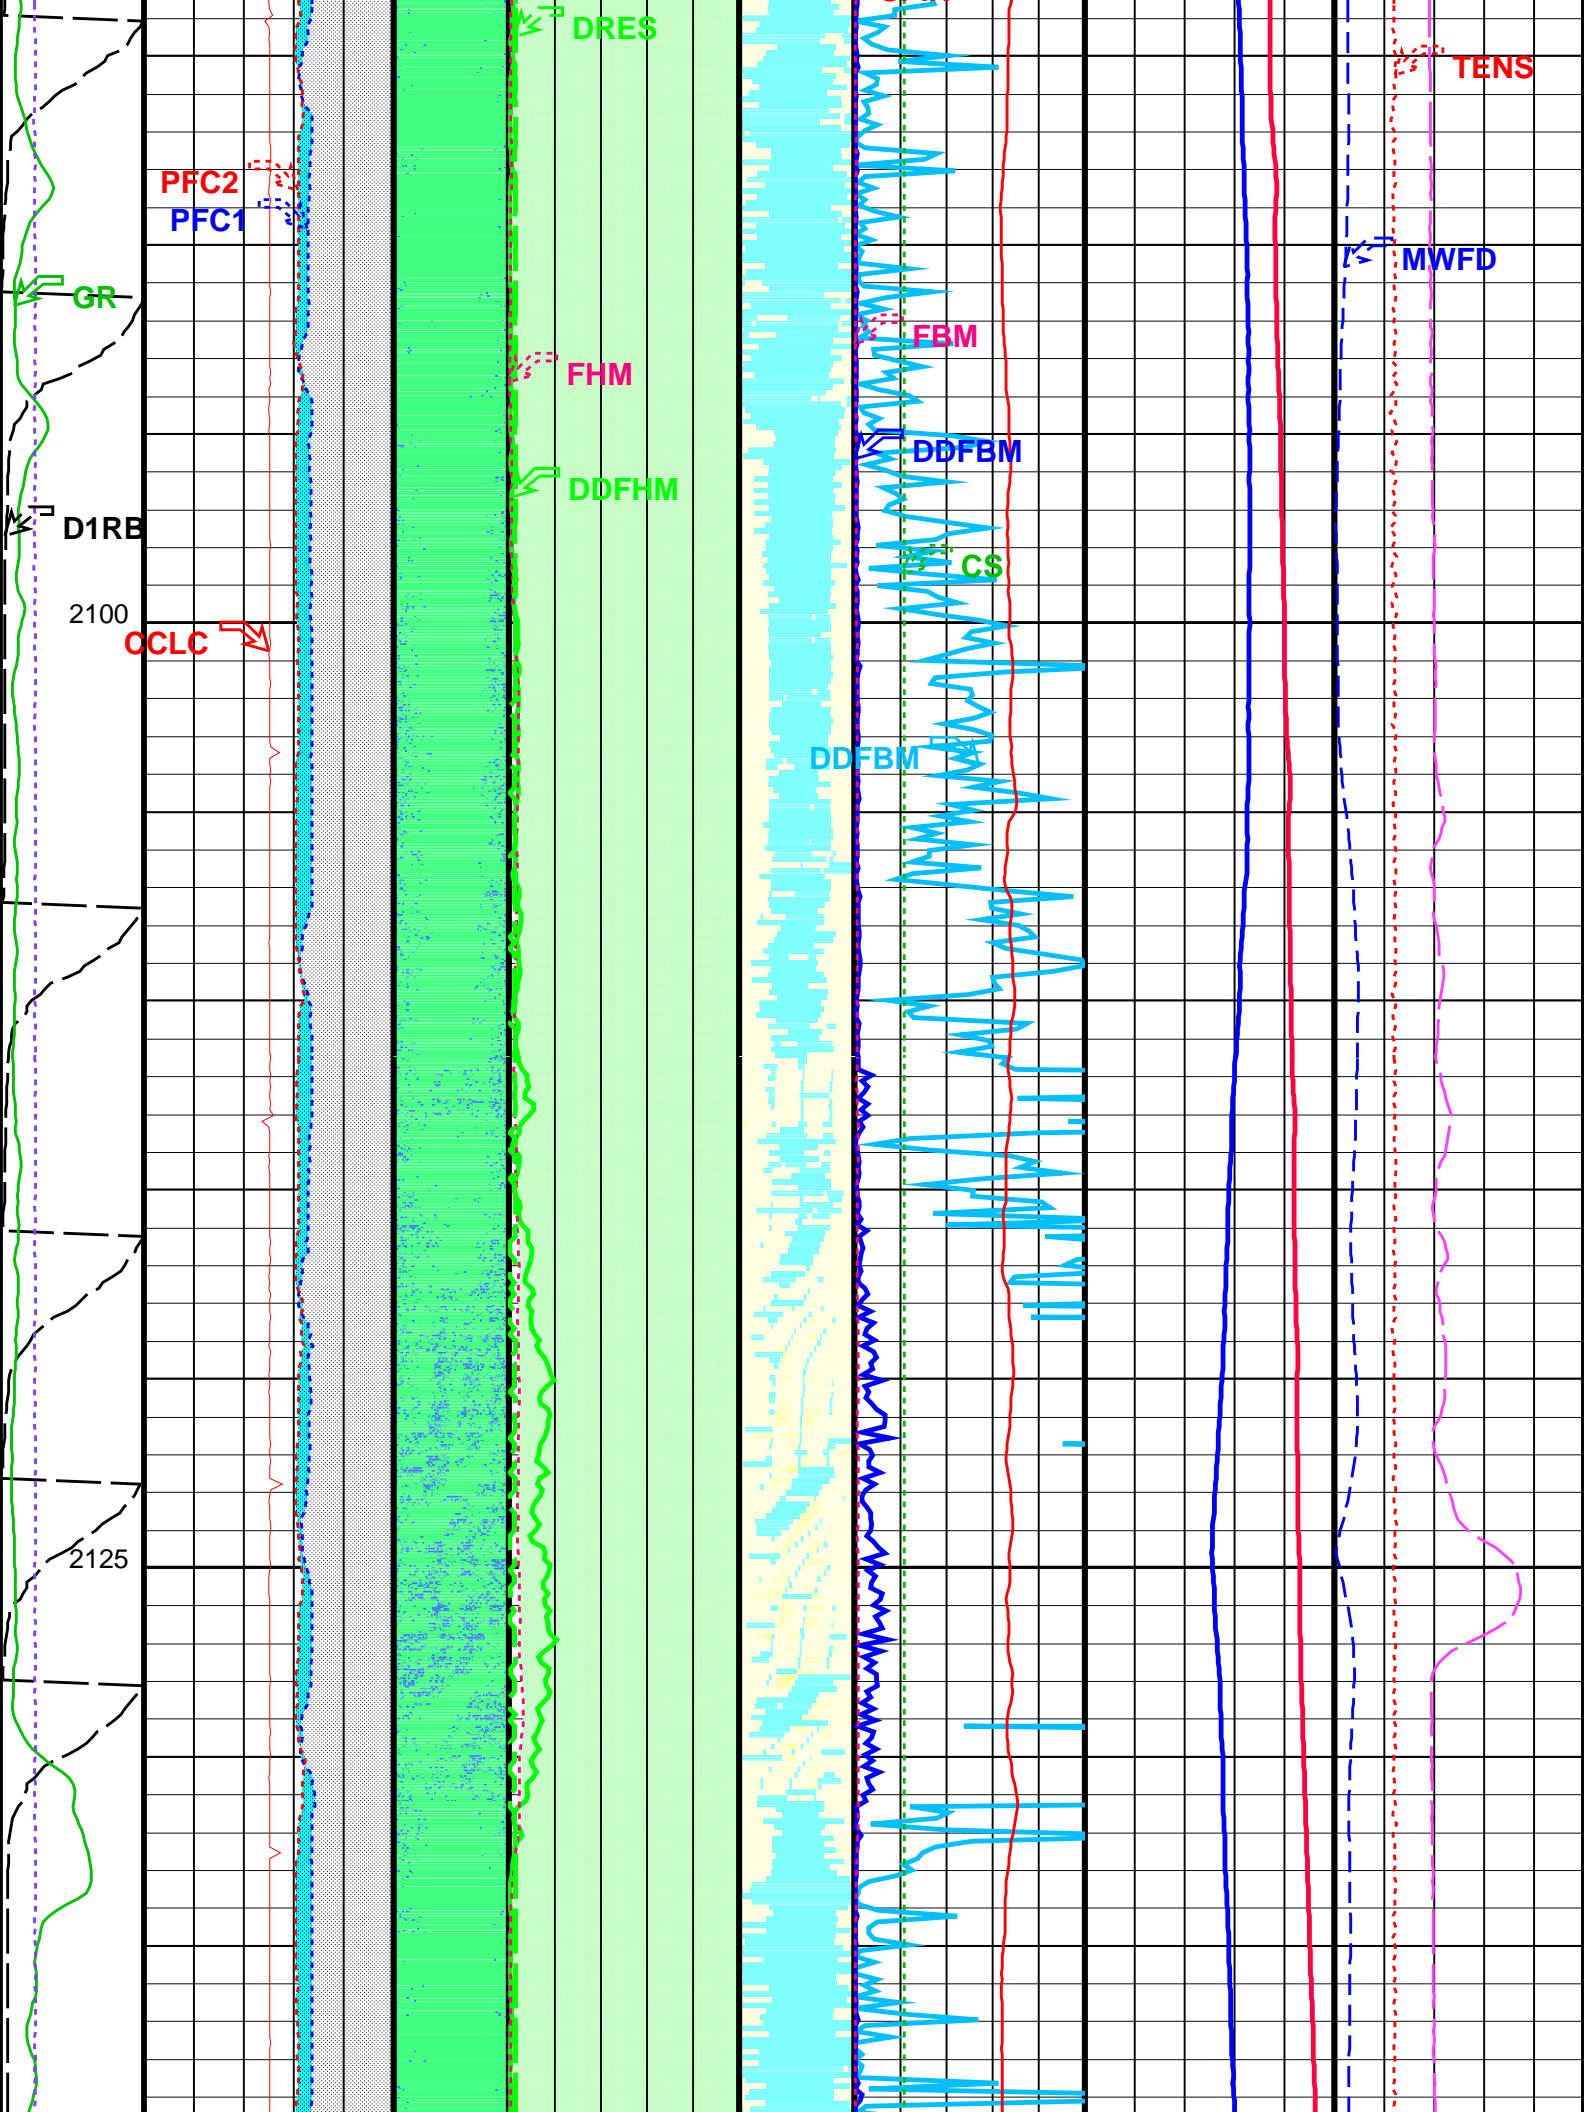 DRES
TENS
PFC2
PFC1
MWFD
GR
FBM
FHM
DDFBM
DDFHM
D1RB
CS
2100
CCLC
DDFBM
2125